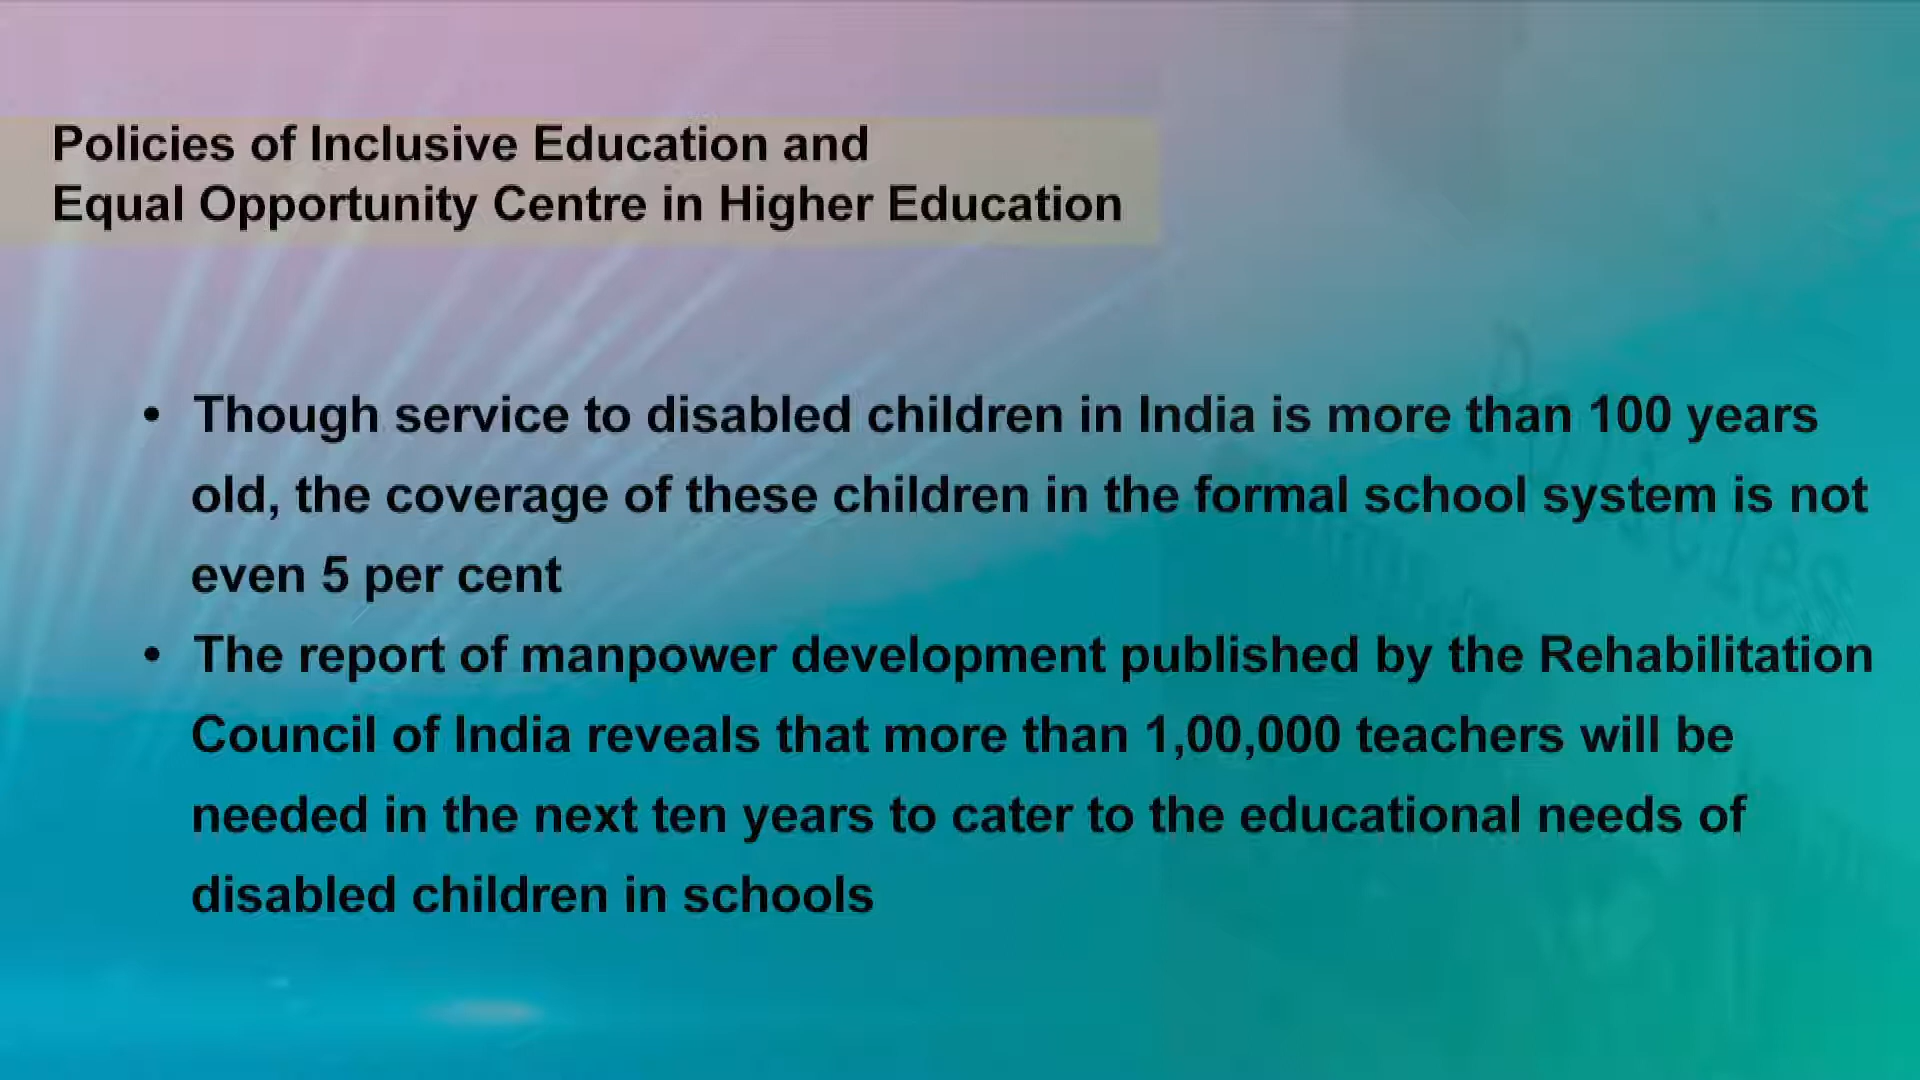 Policies of Inclusive Education and
Equal Opportunity Centre in Higher Education
• Though service to disabled children in India is more than 100 years
old, the coverage of these children in the formal school system is not
even 5 per cent
• The report of manpower development published by the Rehabilitation
Council of India reveals that more than 1,00,000 teachers will be
needed in the next ten years to cater to the educational needs of
disabled children in schools
Policies